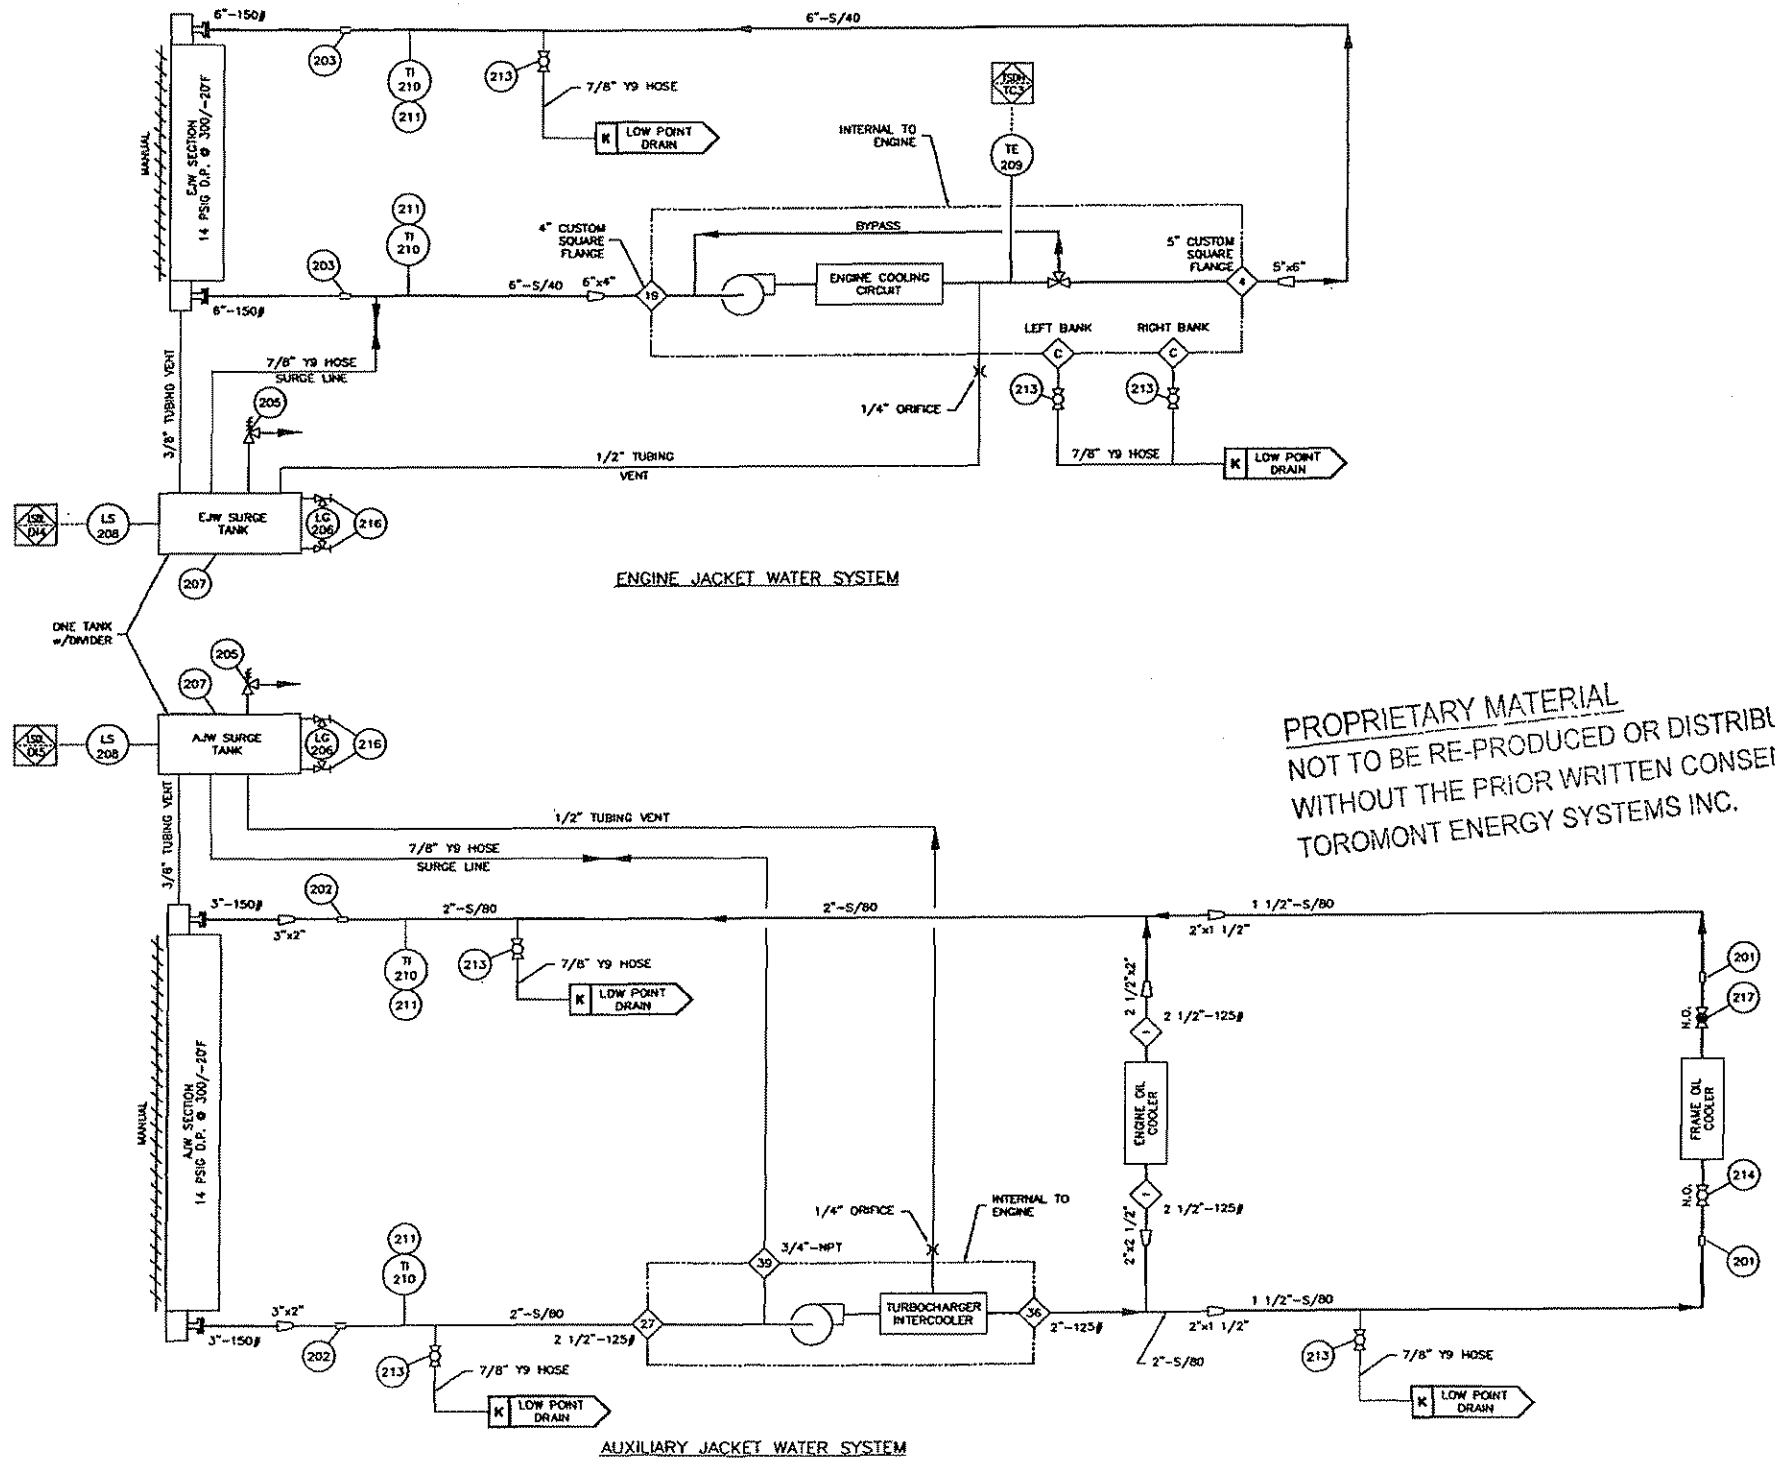 6"-150#
6"-S/40
203
TI
210
211
213
7/8" Y9 HOSE
K LOW POINT
DRAIN
MANUAL
EJW SECTION
14 PSIG D.P. @ 300/-20°F
TSDH
TC3
TE
209
INTERNAL TO
ENGINE
211
TI
210
4" CUSTOM
SQUARE
FLANGE
BYPASS
5" CUSTOM
SQUARE
FLANGE
203
6"-S/40
6"x4"
19
ENGINE COOLING
CIRCUIT
4
5"x6"
6"-150#
LEFT BANK
RIGHT BANK
C
C
3/8" TUBING VENT
7/8" Y9 HOSE
SURGE LINE
205
1/4" ORIFICE
213
213
1/2" TUBING
VENT
7/8" Y9 HOSE
K LOW POINT
DRAIN
LS
208
EJW SURGE
TANK
LG
206
216
207
ENGINE JACKET WATER SYSTEM
ONE TANK
w/DIVIDER
205
207
LS
208
AJW SURGE
TANK
LG
206
216
PROPRIETARY MATERIAL
NOT TO BE RE-PRODUCED OR DISTRIBU
WITHOUT THE PRIOR WRITTEN CONSEN
TOROMONT ENERGY SYSTEMS INC.
3/8" TUBING VENT
1/2" TUBING VENT
7/8" Y9 HOSE
SURGE LINE
3"-150#
3"x2"
202
2"-S/80
2"-S/80
2"x1 1/2"
1 1/2"-S/80
TI
210
211
213
7/8" Y9 HOSE
K LOW POINT
DRAIN
2 1/2"x2"
2 1/2"-125#
201
217
N.O.
MANUAL
AJW SECTION
14 PSIG D.P. @ 300/-20°F
ENGINE OIL
COOLER
FRAME OIL
COOLER
2 1/2"-125#
2"x2 1/2"
N.O.
214
201
1/4" ORIFICE
INTERNAL TO
ENGINE
211
TI
210
39
3/4"-NPT
3"x2"
3"-150#
202
2"-S/80
2 1/2"-125#
27
TURBOCHARGER
INTERCOOLER
36
2"-125#
2"-S/80
2"x1 1/2"
1 1/2"-S/80
213
7/8" Y9 HOSE
K LOW POINT
DRAIN
213
7/8" Y9 HOSE
K LOW POINT
DRAIN
AUXILIARY JACKET WATER SYSTEM